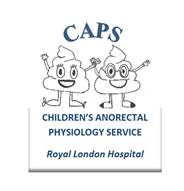 CAPS
CHILDREN'S ANORECTAL
PHYSIOLOGY SERVICE
Royal London Hospital